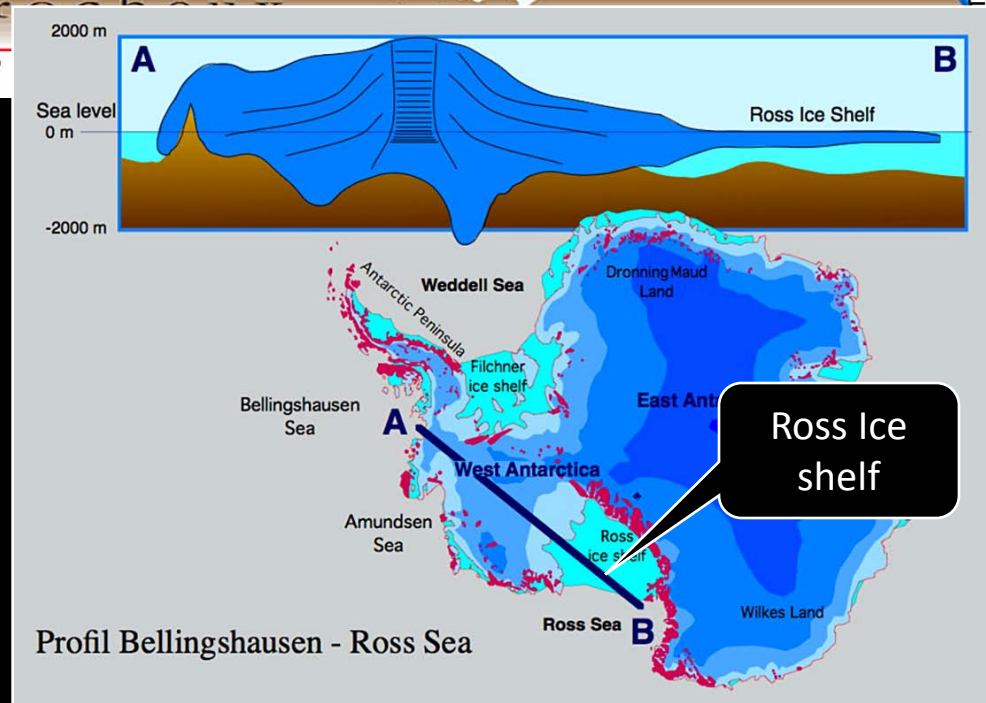 2000 m
A
B
Sea level
0 m
Ross Ice Shelf
-2000 m
Antarctic Peninsula
Weddell Sea
Dronning Maud
Land
Filchner
ice shelf
Bellingshausen
Sea
A
East Anta
Ross Ice
shelf
West Antarctica
Amundsen
Sea
Ross
ice shelf
Wilkes Land
Ross Sea
B
Profil Bellingshausen - Ross Sea